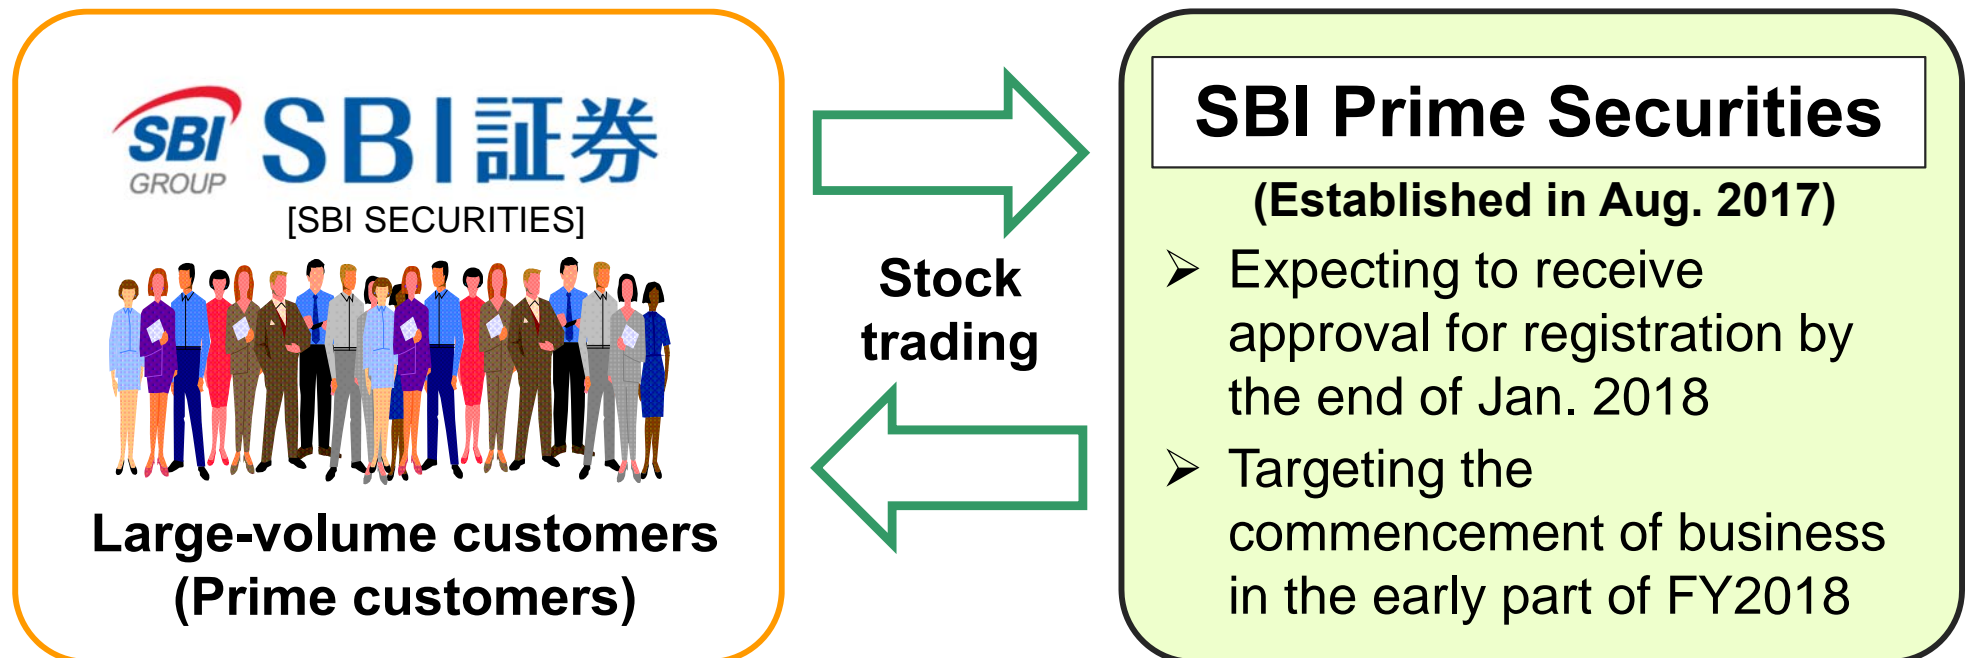 SBI
GROUP
SBI証券
[SBI SECURITIES]
Large-volume customers
(Prime customers)
Stock
trading
SBI Prime Securities
(Established in Aug. 2017)
➢ Expecting to receive
approval for registration by
the end of Jan. 2018
➢ Targeting the
commencement of business
in the early part of FY2018